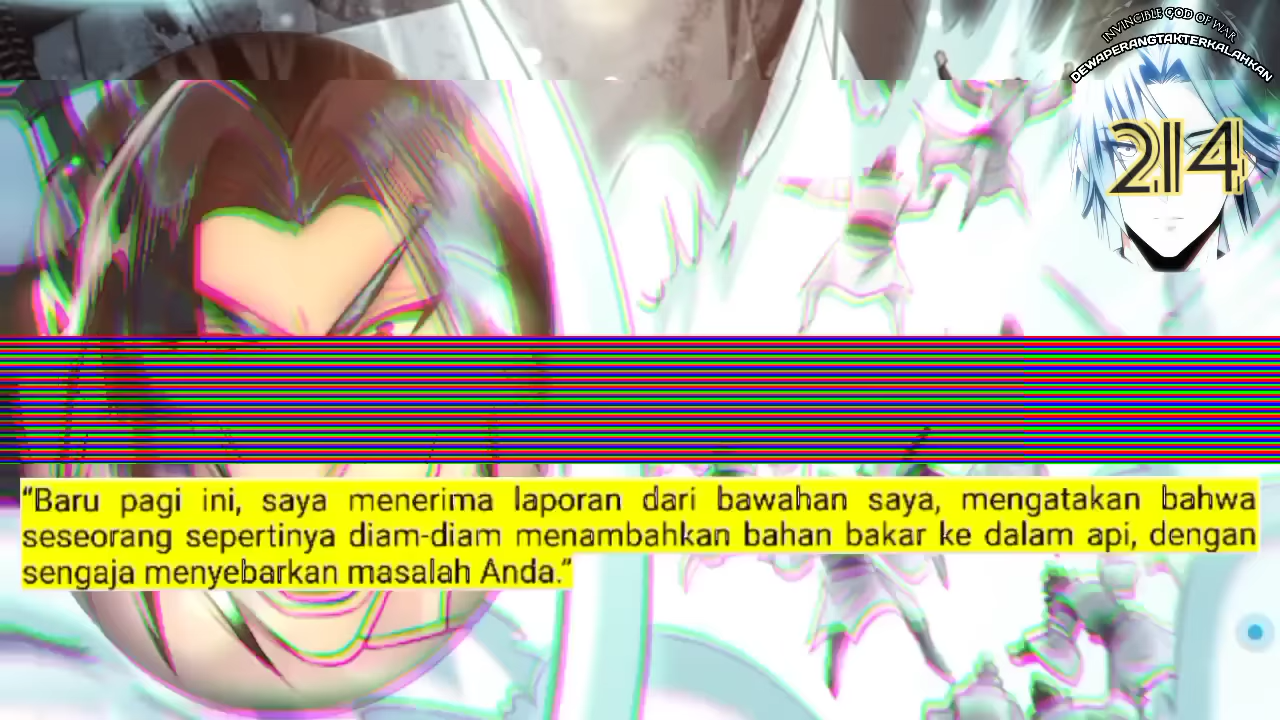 INVINCIBLE GOD OF WAR
DEWAPERANGTAKTERKALAHKAN
214
“Baru pagi ini, saya menerima laporan dari bawahan saya, mengatakan bahwa
seseorang sepertinya diam-diam menambahkan bahan bakar ke dalam api, dengan
sengaja menyebarkan masalah Anda.”